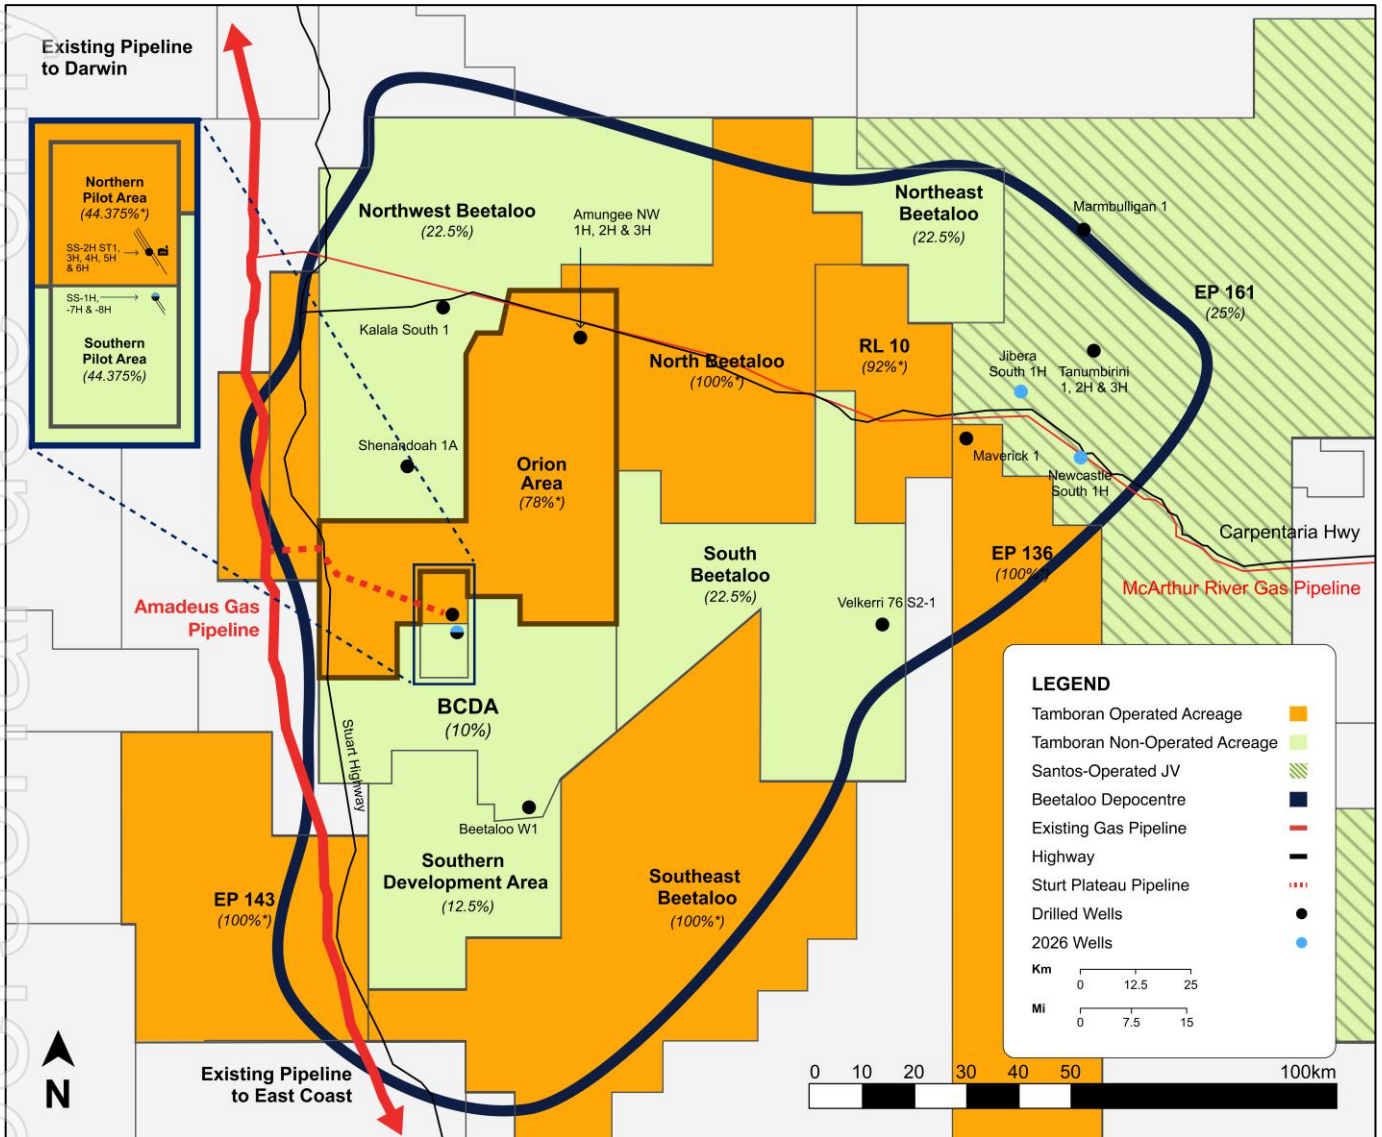 Existing Pipeline
to Darwin
Northern
Pilot Area
(44.375%*)
SS-2H ST1,
3H, 4H, 5H
& 6H
SS-1H,
-7H & -8H
Southern
Pilot Area
(44.375%)
Northwest Beetaloo
(22.5%)
Amungee NW
1H, 2H & 3H
Northeast
Beetaloo
(22.5%)
Marmbulligan 1
EP 161
(25%)
Kalala South 1
North Beetaloo
(100%*)
RL 10
(92%*)
Jibera
South 1H
Tanumbirini
1, 2H & 3H
Shenandoah 1A
Orion
Area
(78%*)
Maverick 1
Newcastle
South 1H
Carpentaria Hwy
South
Beetaloo
(22.5%)
EP 136
(100%*)
McArthur River Gas Pipeline
Amadeus Gas
Pipeline
Velkerri 76 S2-1
BCDA
(10%)
Stuart Highway
Beetaloo W1
Southern
Development Area
(12.5%)
Southeast
Beetaloo
(100%*)
EP 143
(100%*)
LEGEND
Tamboran Operated Acreage
Tamboran Non-Operated Acreage
Santos-Operated JV
Beetaloo Depocentre
Existing Gas Pipeline
Highway
Sturt Plateau Pipeline
Drilled Wells
2026 Wells
Km
0 12.5 25
Mi
0 7.5 15
N
Existing Pipeline
to East Coast
0 10 20 30 40 50 100km